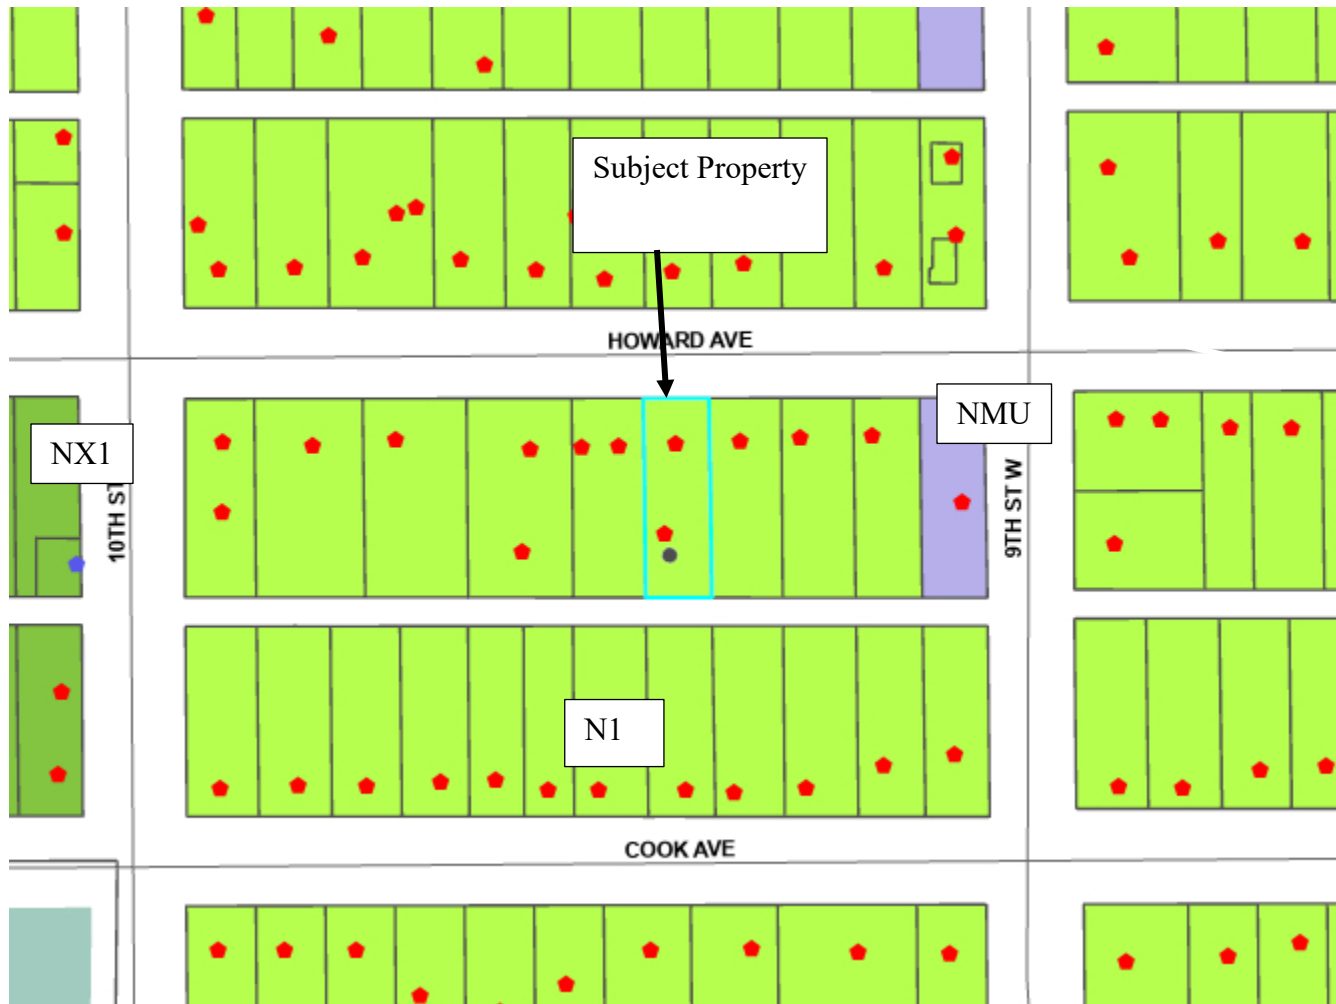 Subject Property
HOWARD AVE
NX1
NMU
10TH ST
9TH ST W
N1
COOK AVE